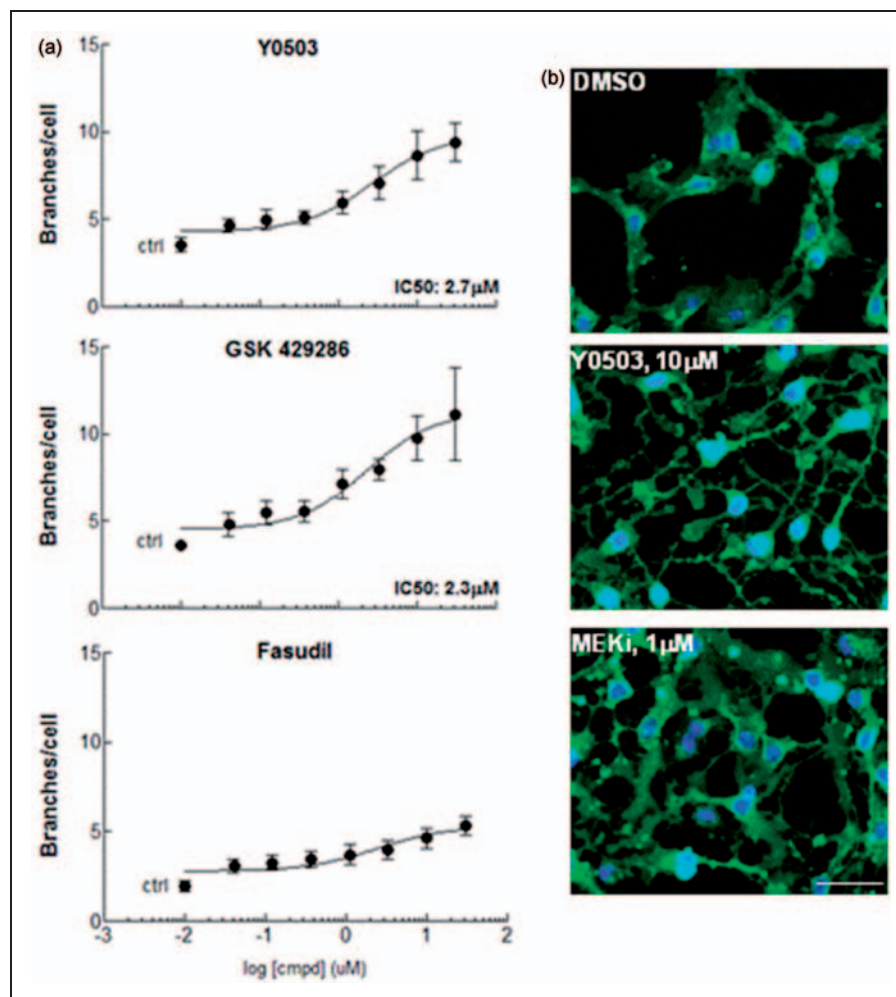 (a)
Y0503
15
10
5
0
Branches/cell
ctrl
IC50: 2.7µM
GSK 429286
15
10
5
0
Branches/cell
ctrl
IC50: 2.3µM
Fasudil
15
10
5
0
Branches/cell
ctrl
-3 -2 -1 0 1 2
log [cmpd] (uM)
(b)
DMSO
Y0503, 10µM
MEKi, 1µM